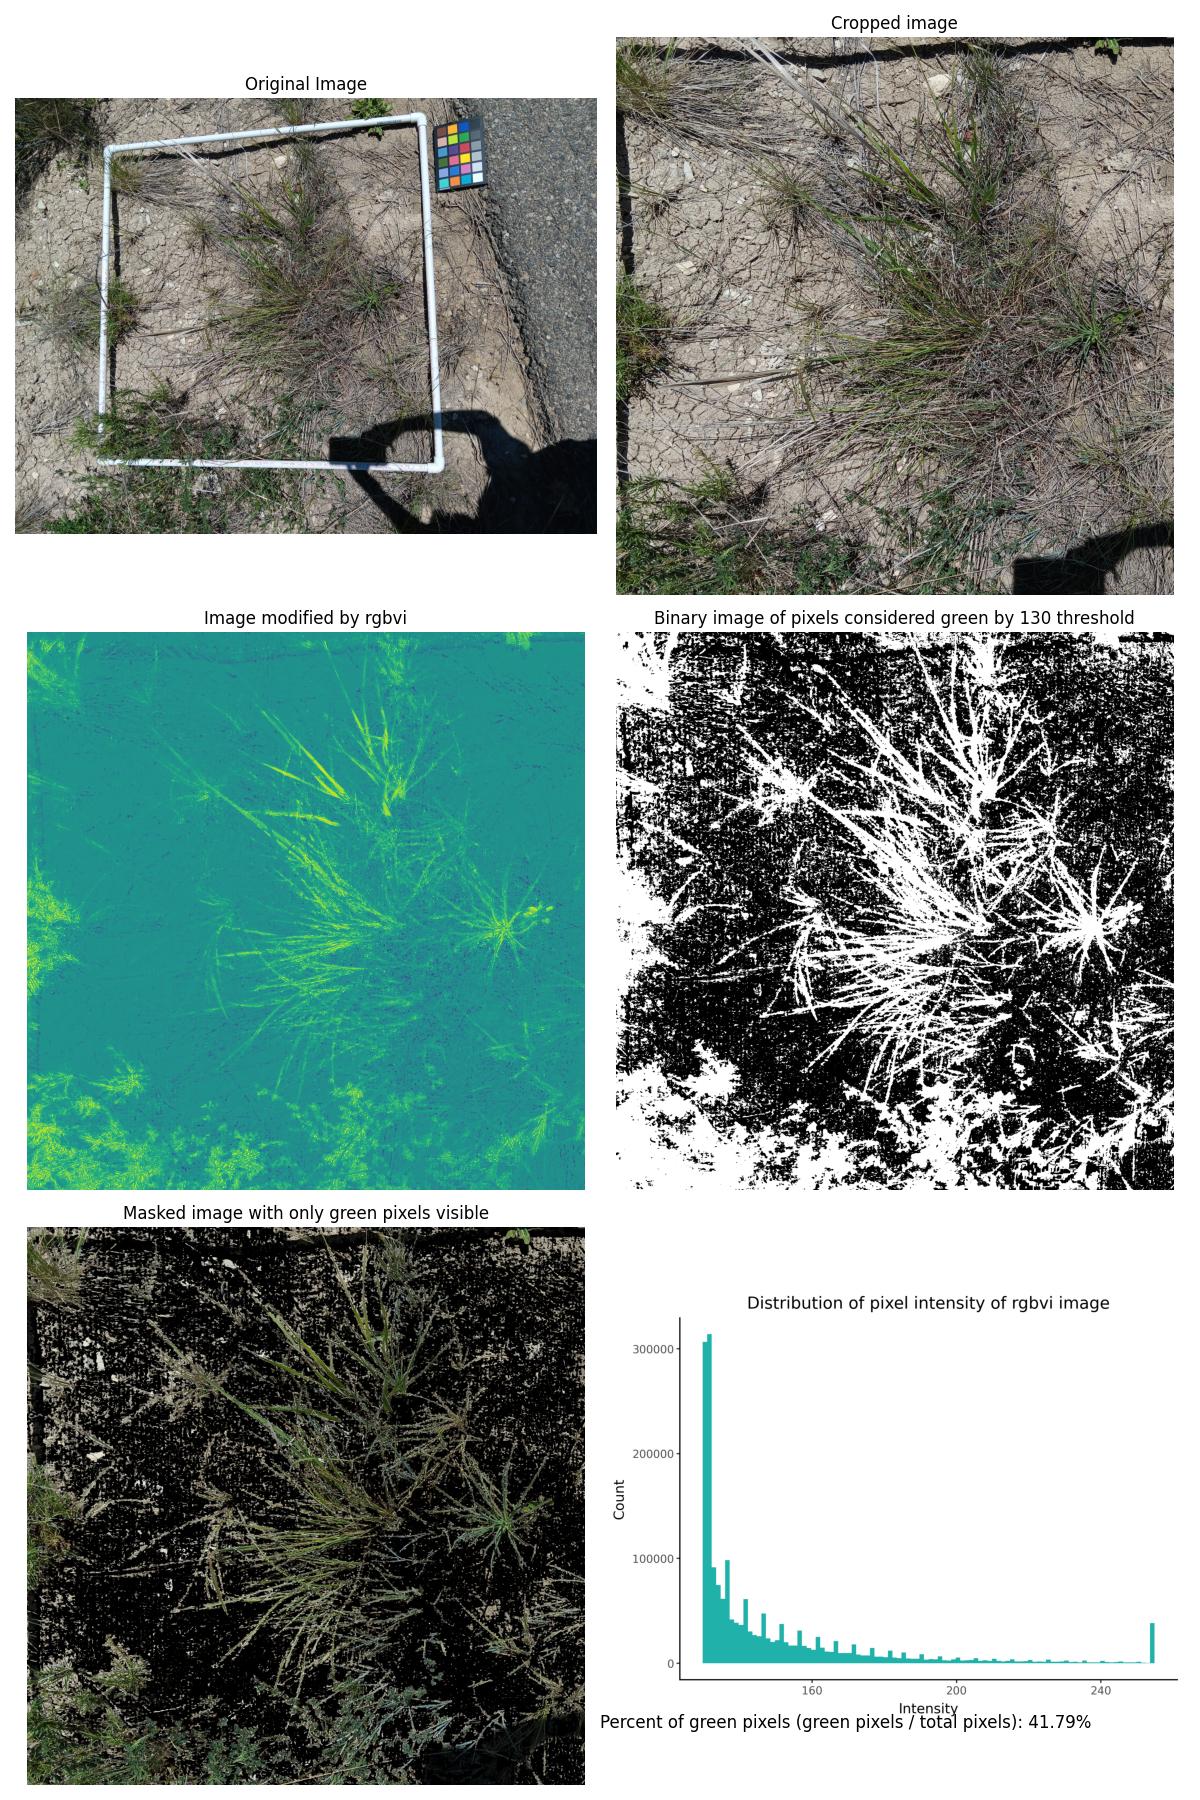 Cropped image
Original Image
Image modified by rgbvi
Binary image of pixels considered green by 130 threshold
Masked image with only green pixels visible
Distribution of pixel intensity of rgbvi image
300000
200000
100000
0
Count
160
200
240
Intensity
Percent of green pixels (green pixels / total pixels): 41.79%